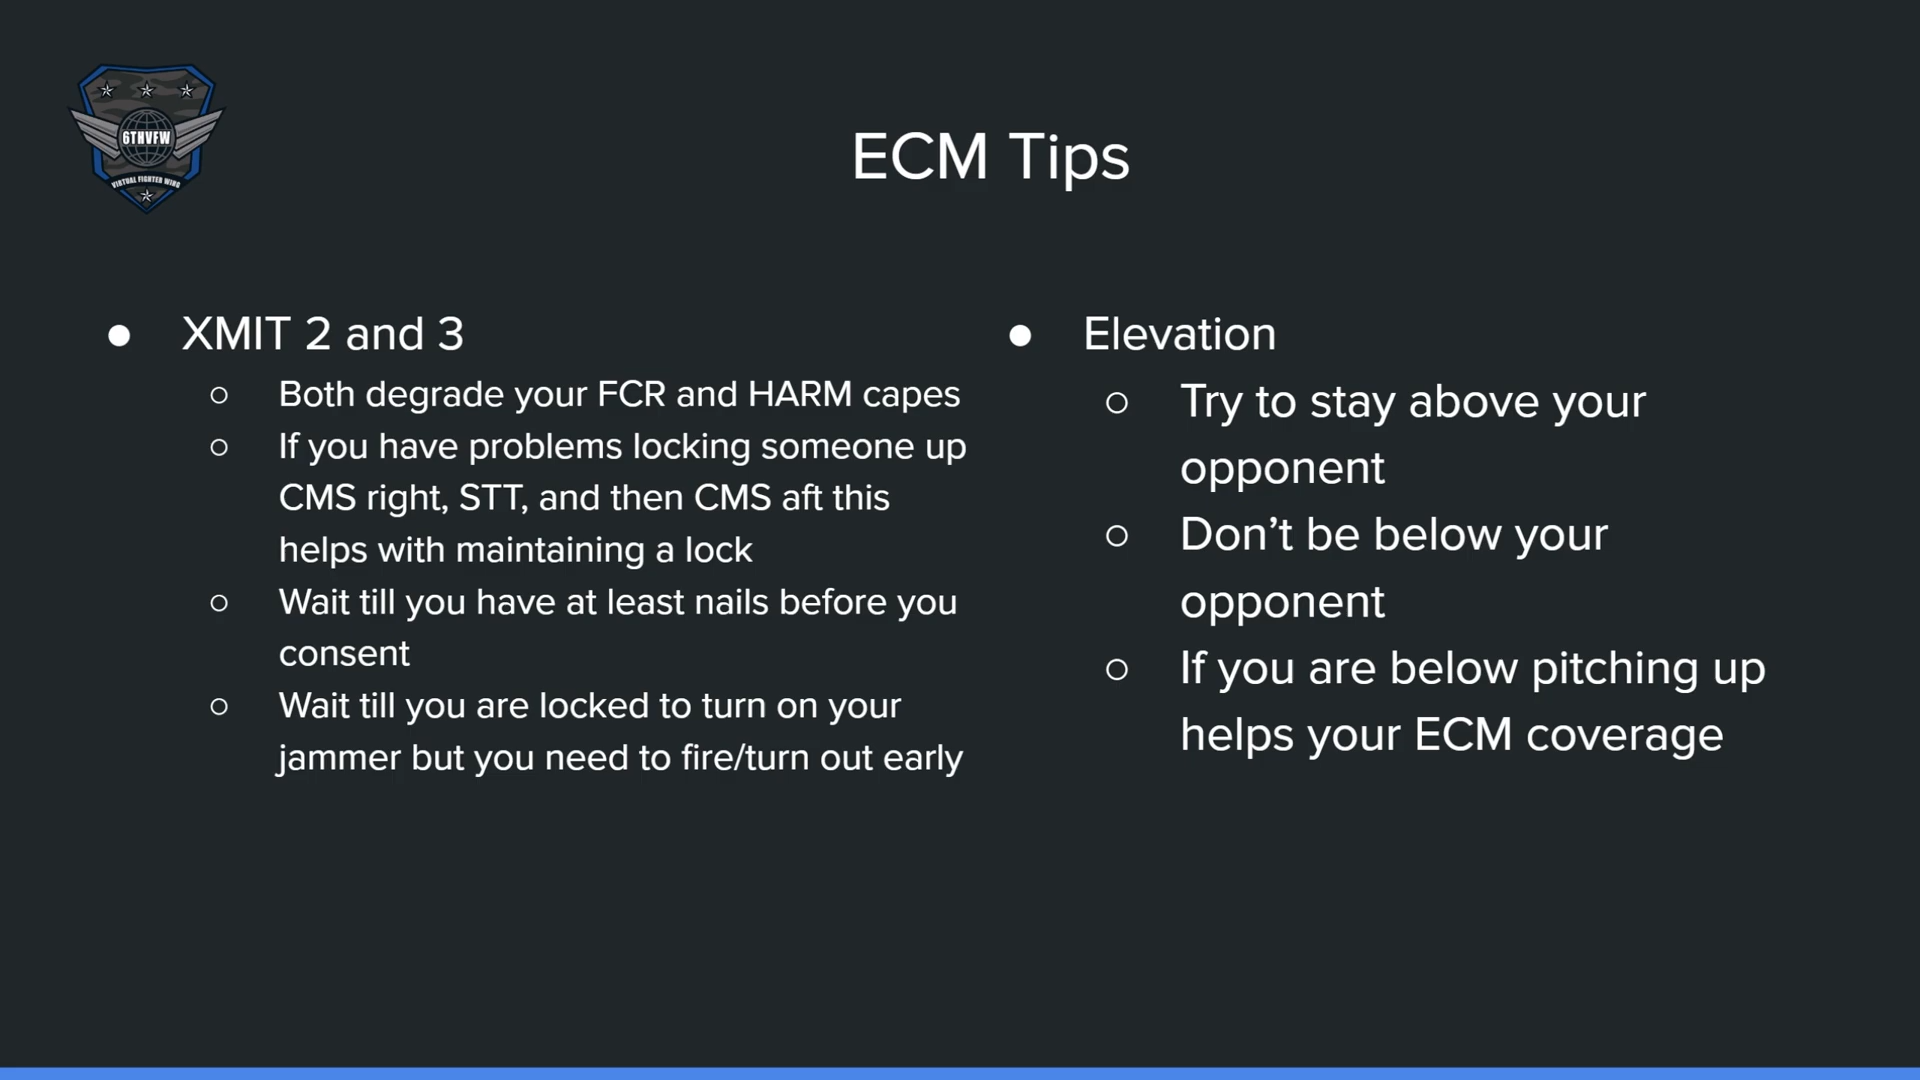 6THVFW
VIRTUAL FIGHTER WING
ECM Tips
● XMIT 2 and 3
○ Both degrade your FCR and HARM capes
○ If you have problems locking someone up
CMS right, STT, and then CMS aft this
helps with maintaining a lock
○ Wait till you have at least nails before you
consent
○ Wait till you are locked to turn on your
jammer but you need to fire/turn out early
● Elevation
○ Try to stay above your
opponent
○ Don’t be below your
opponent
○ If you are below pitching up
helps your ECM coverage